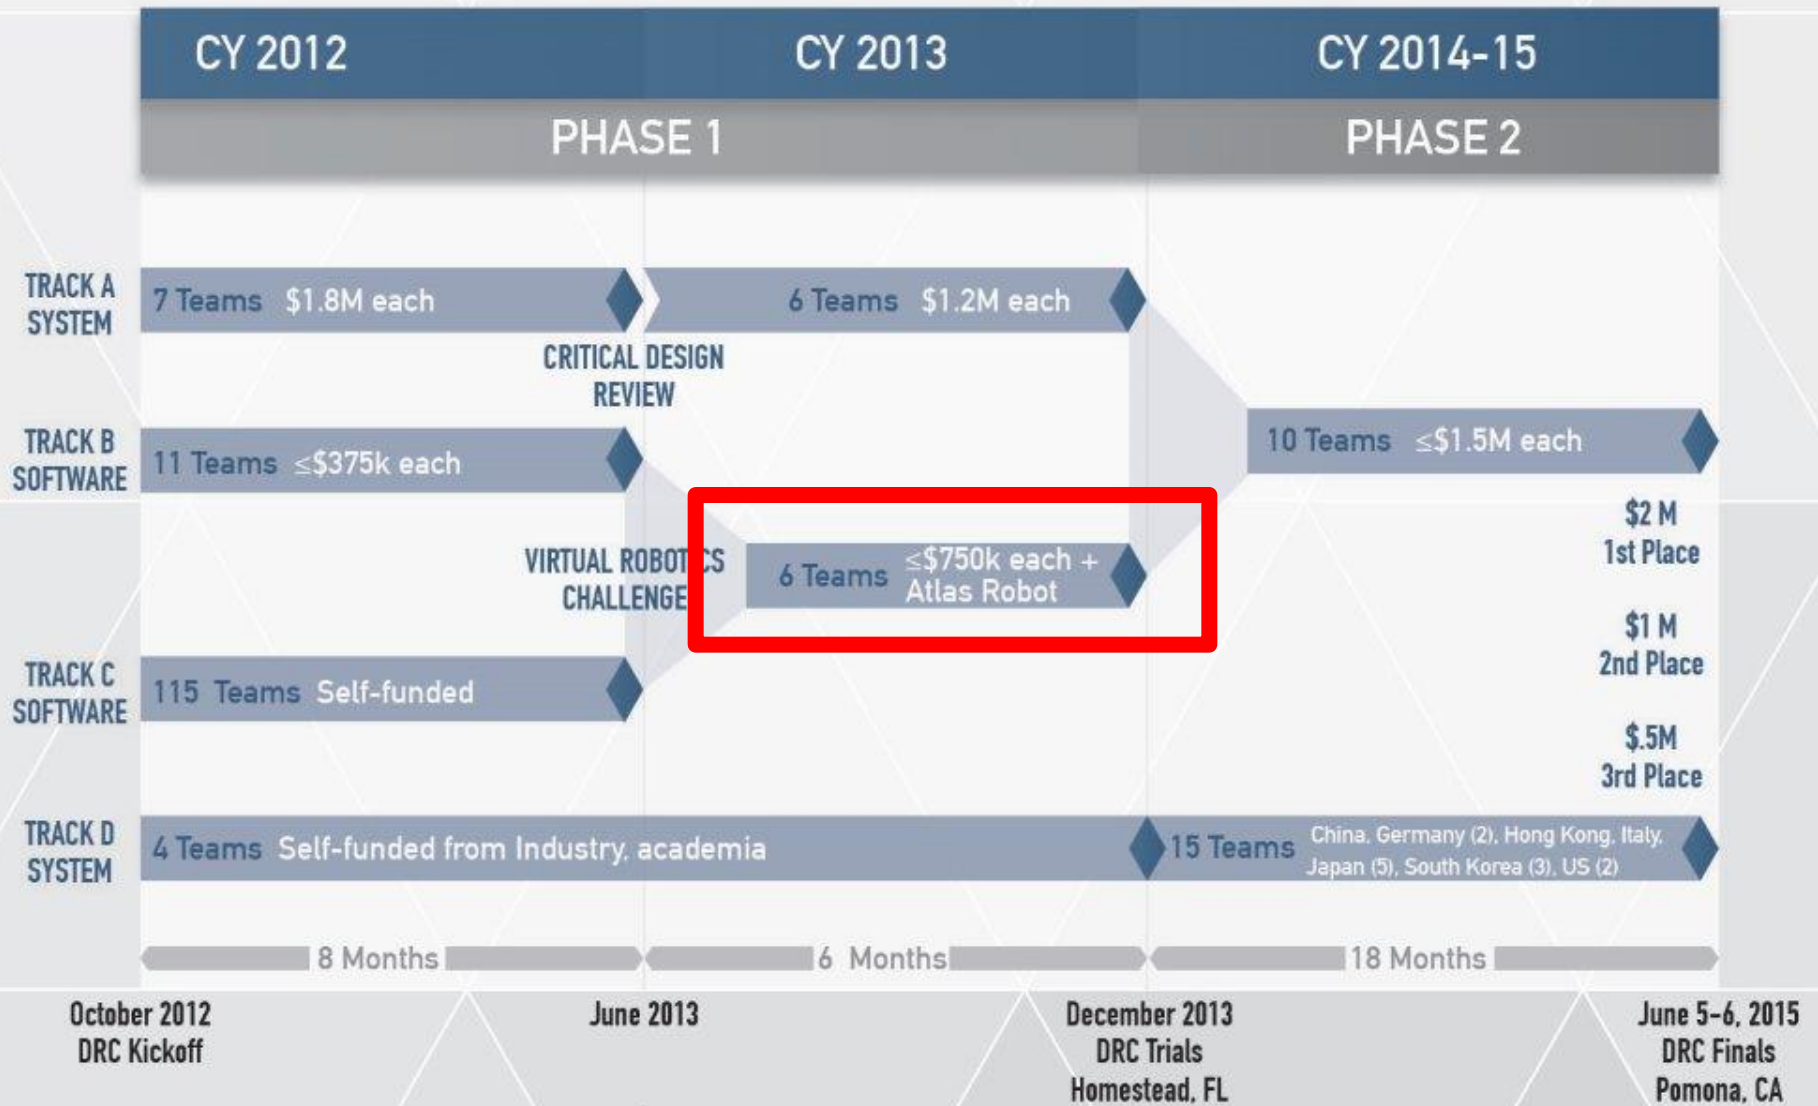 CY 2012
CY 2013
CY 2014-15
PHASE 1
PHASE 2
TRACK A
SYSTEM
7 Teams $1.8M each
6 Teams $1.2M each
CRITICAL DESIGN
REVIEW
TRACK B
SOFTWARE
11 Teams ≤$375k each
10 Teams ≤$1.5M each
VIRTUAL ROBOTICS
CHALLENGE
6 Teams ≤$750k each +
Atlas Robot
$2 M
1st Place
$1 M
2nd Place
TRACK C
SOFTWARE
115 Teams Self-funded
$.5M
3rd Place
TRACK D
SYSTEM
4 Teams Self-funded from Industry, academia
15 Teams China, Germany (2), Hong Kong, Italy,
Japan (5), South Korea (3), US (2)
8 Months
6 Months
18 Months
October 2012
DRC Kickoff
June 2013
December 2013
DRC Trials
Homestead, FL
June 5-6, 2015
DRC Finals
Pomona, CA